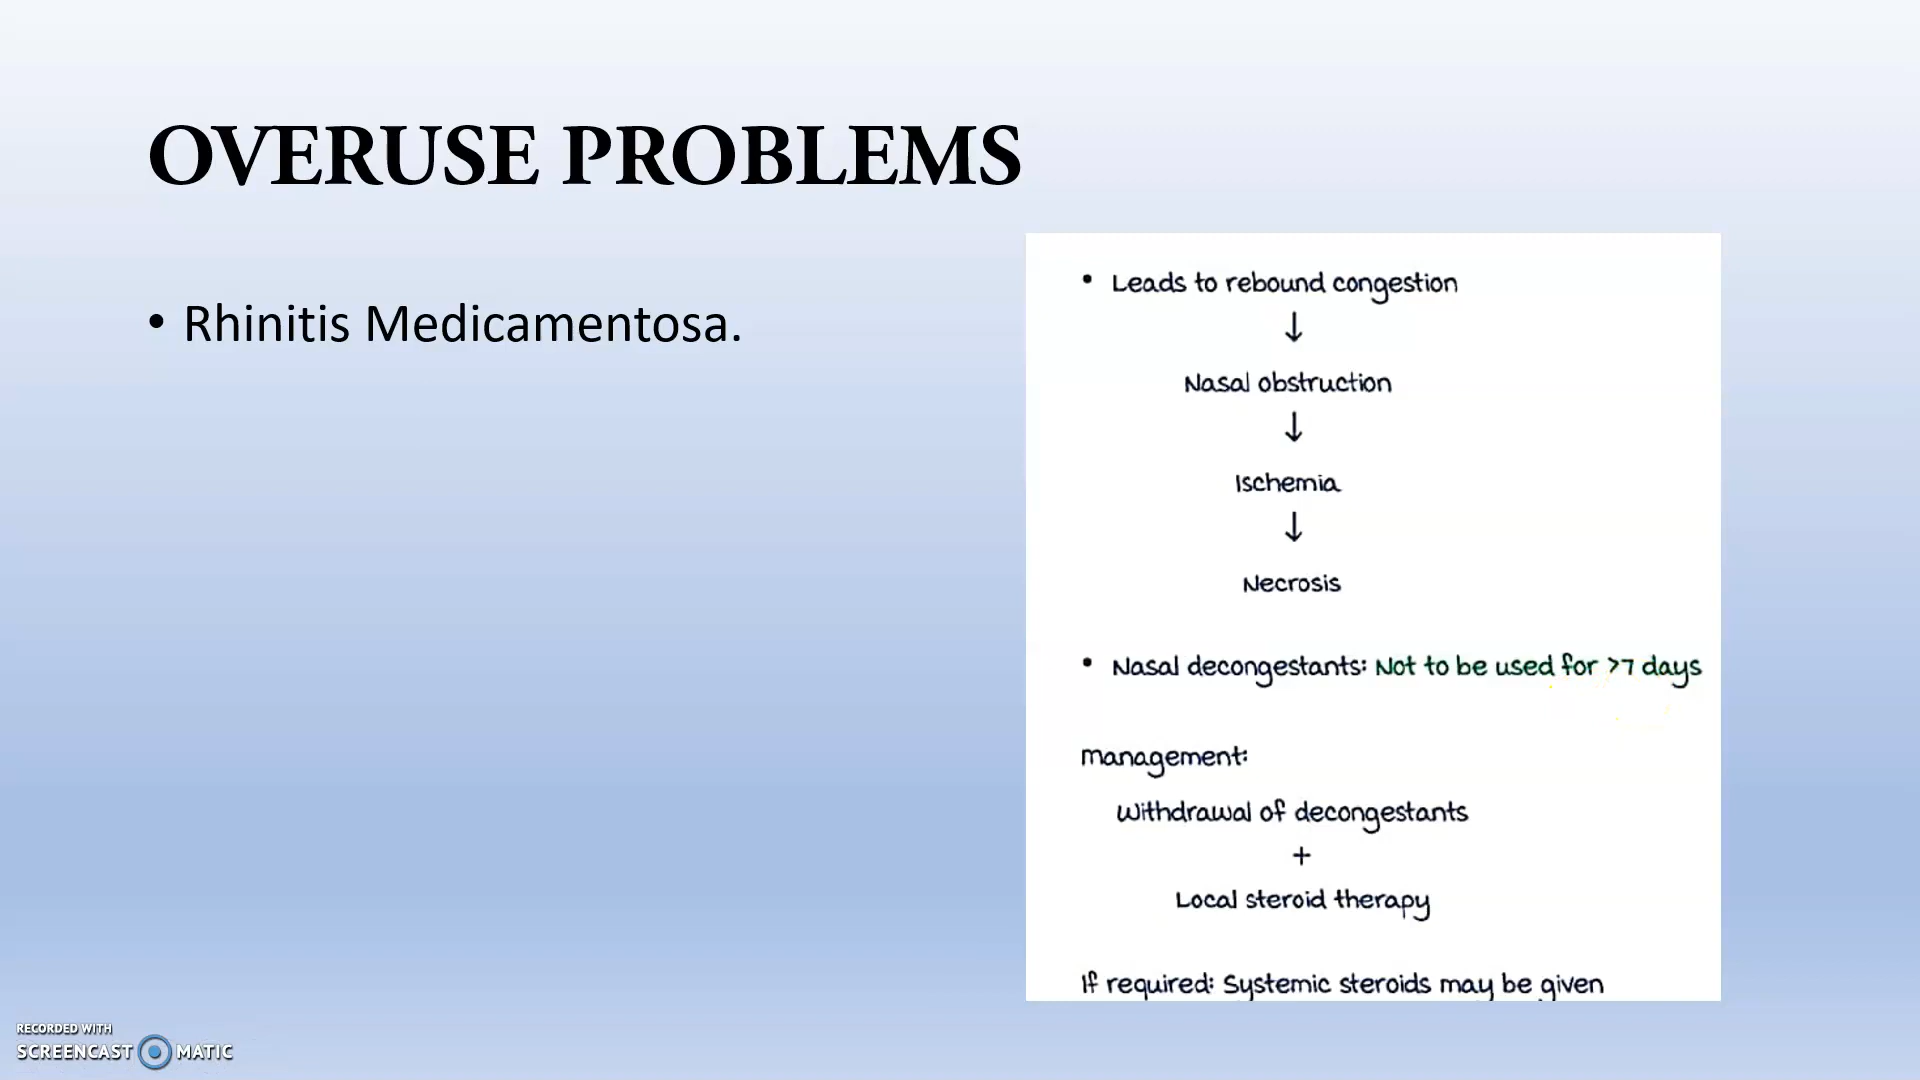 OVERUSE PROBLEMS
• Rhinitis Medicamentosa.
• Leads to rebound congestion
↓
Nasal obstruction
↓
Ischemia
↓
Necrosis
• Nasal decongestants: Not to be used for >7 days
management:
Withdrawal of decongestants
+
Local steroid therapy
If required: Systemic steroids may be given
RECORDED WITH
SCREENCAST MATIC